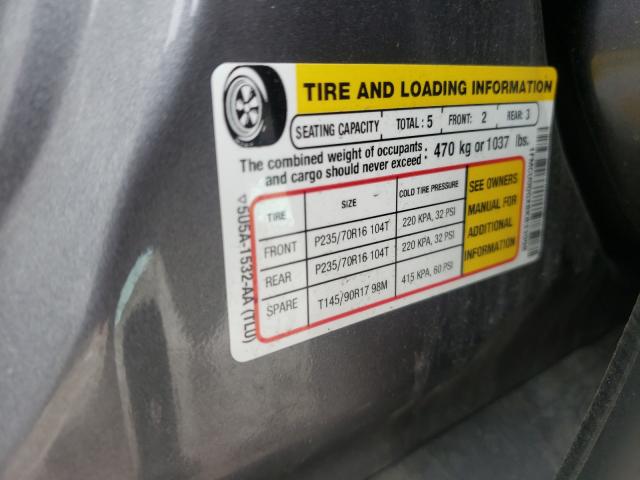 TIRE AND LOADING INFORMATION
SEATING CAPACITY TOTAL : 5 FRONT: 2 REAR: 3
The combined weight of occupants and cargo should never exceed : 470 kg or 1037 lbs.
TIRE SIZE COLD TIRE PRESSURE
FRONT P235/70R16 104T 220 KPA, 32 PSI
REAR P235/70R16 104T 220 KPA, 32 PSI
SPARE T145/90R17 98M 415 KPA, 60 PSI
SEE OWNERS
MANUAL FOR
ADDITIONAL
INFORMATION
5U5A-1532-AA (TLU)